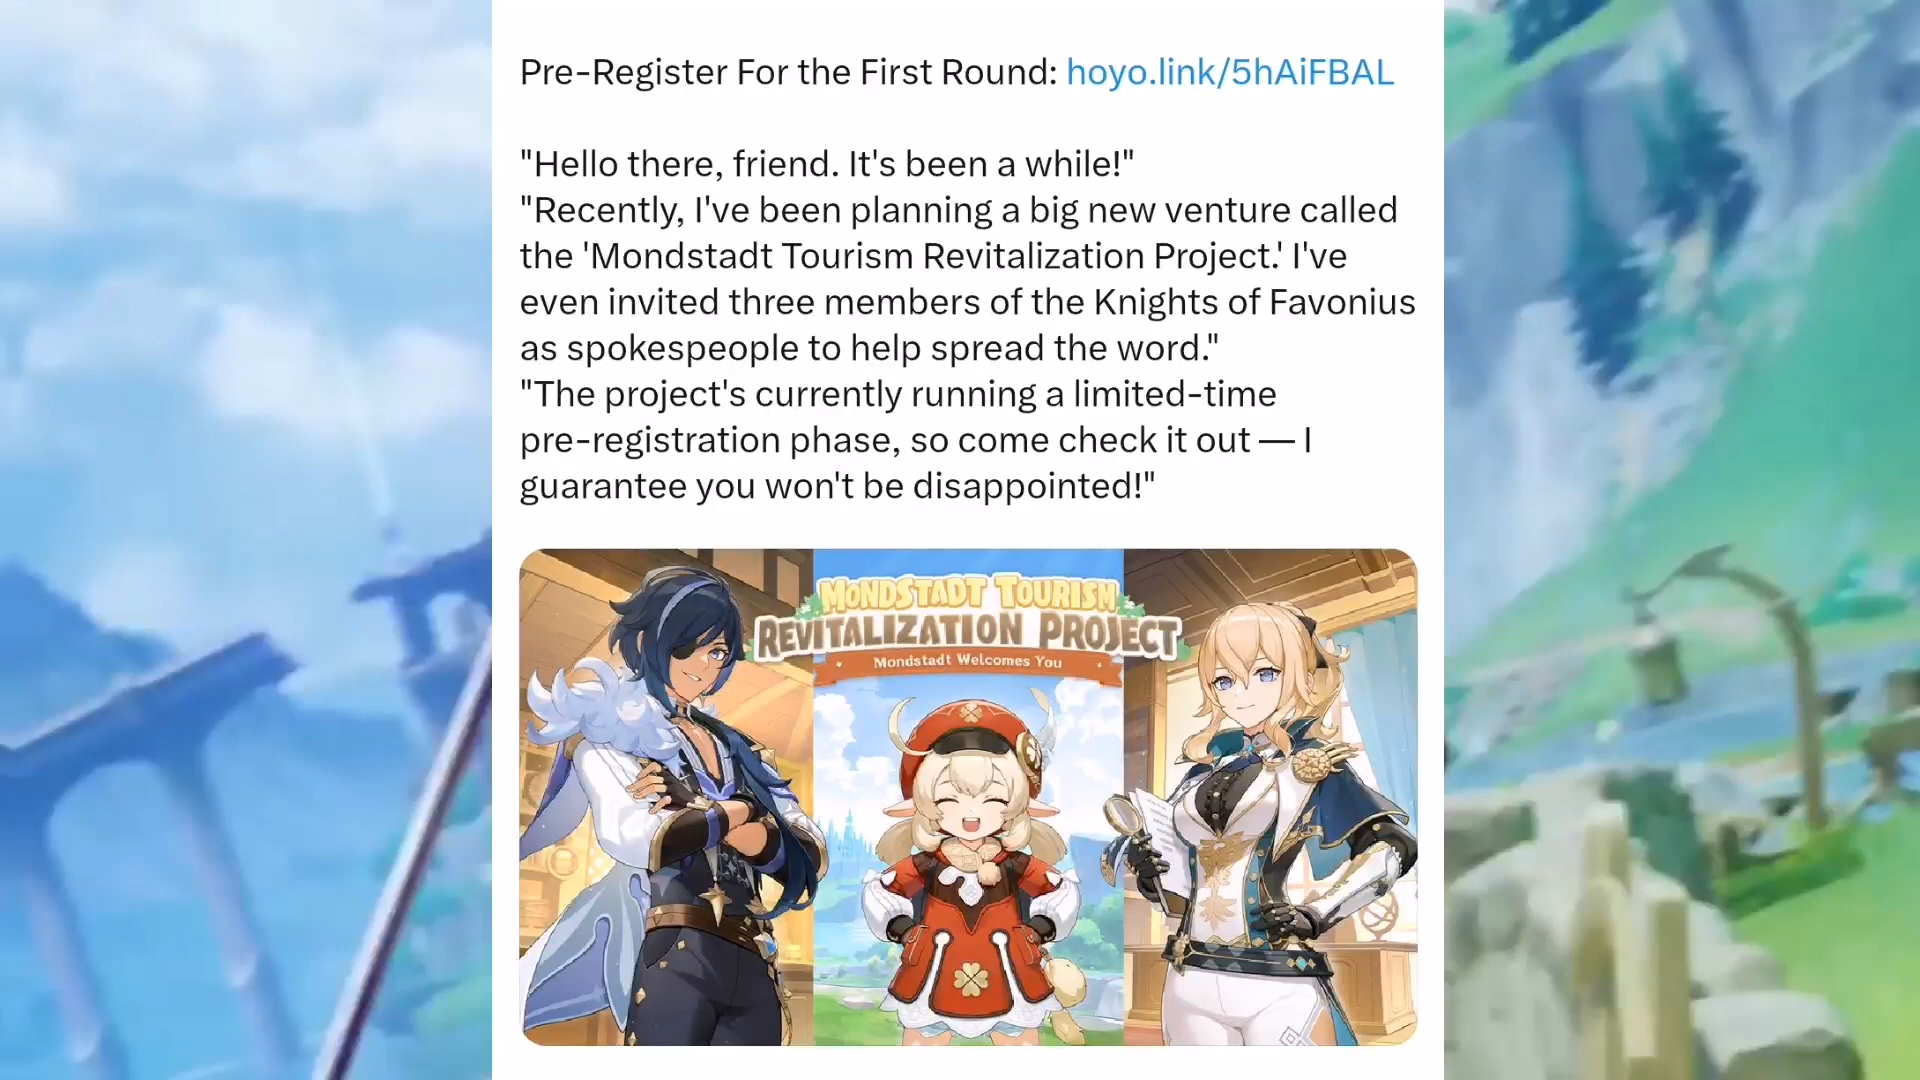 Pre-Register For the First Round: hoyo.link/5hAiFBAL
"Hello there, friend. It's been a while!"
"Recently, I've been planning a big new venture called
the 'Mondstadt Tourism Revitalization Project.' I've
even invited three members of the Knights of Favonius
as spokespeople to help spread the word."
"The project's currently running a limited-time
pre-registration phase, so come check it out — I
guarantee you won't be disappointed!"
MONDSTADT TOURISM
REVITALIZATION PROJECT
Mondstadt Welcomes You